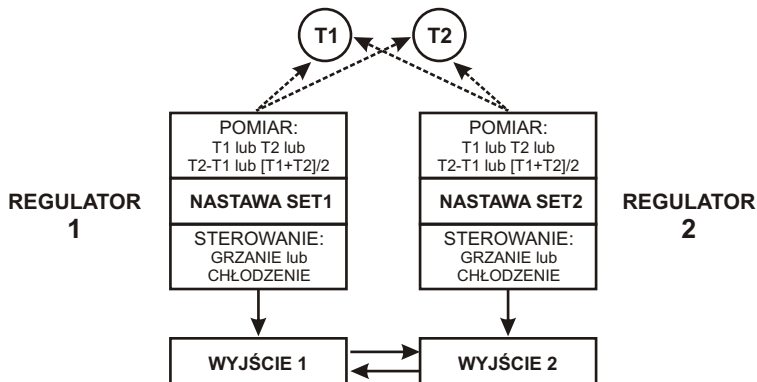 T1
T2
POMIAR:
T1 lub T2 lub
T2-T1 lub [T1+T2]/2
NASTAWA SET1
STEROWANIE:
GRZANIE lub
CHŁODZENIE
REGULATOR
1
POMIAR:
T1 lub T2 lub
T2-T1 lub [T1+T2]/2
NASTAWA SET2
STEROWANIE:
GRZANIE lub
CHŁODZENIE
REGULATOR
2
WYJŚCIE 1
WYJŚCIE 2